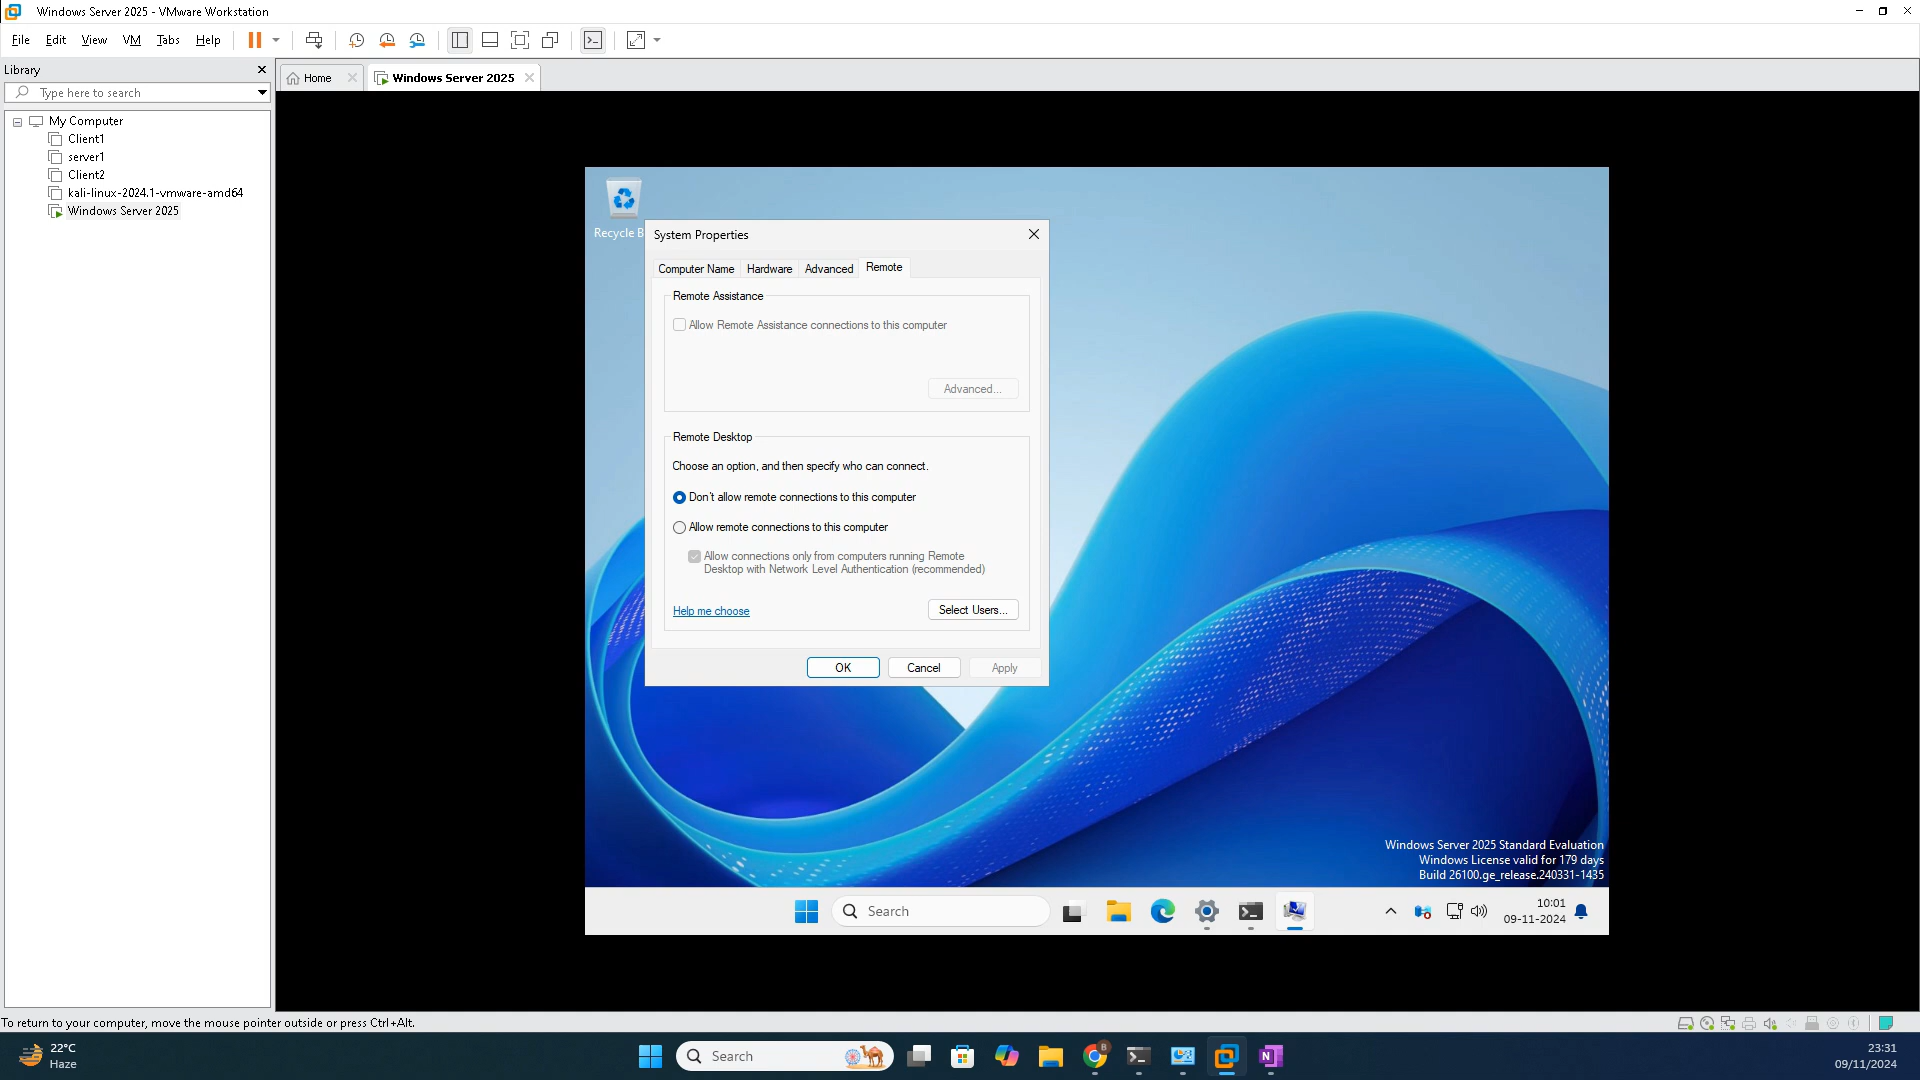 Windows Server 2025 - VMware Workstation
File Edit View VM Tabs Help
Library
Type here to search
My Computer
Client1
server1
Client2
kali-linux-2024.1-vmware-amd64
Windows Server 2025
Home
Windows Server 2025
Recycle B
System Properties
Computer Name Hardware Advanced Remote
Remote Assistance
Allow Remote Assistance connections to this computer
Advanced...
Remote Desktop
Choose an option, and then specify who can connect.
Don't allow remote connections to this computer
Allow remote connections to this computer
Allow connections only from computers running Remote
Desktop with Network Level Authentication (recommended)
Help me choose
Select Users...
OK Cancel Apply
Windows Server 2025 Standard Evaluation
Windows License valid for 179 days
Build 26100.ge_release.240331-1435
Search
10:01
09-11-2024
To return to your computer, move the mouse pointer outside or press Ctrl+Alt.
22°C
Haze
Search
B
N
23:31
09/11/2024